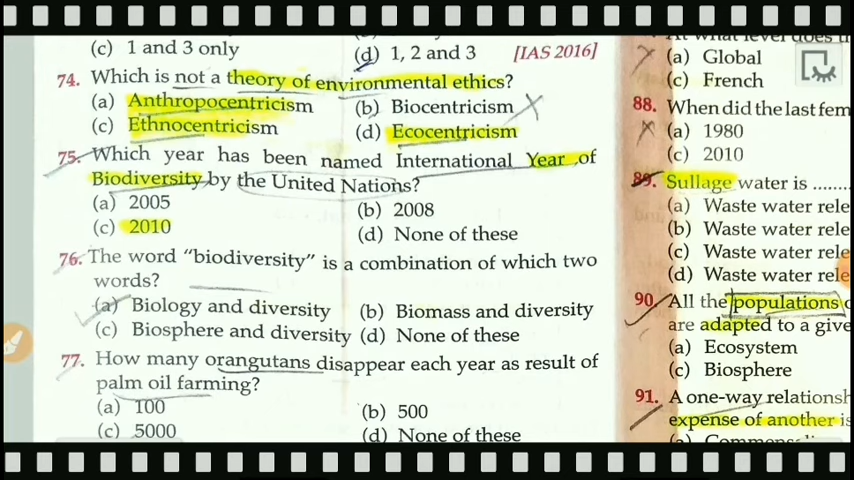 (c) 1 and 3 only
(d) 1, 2 and 3 [IAS 2016]
74. Which is not a theory of environmental ethics?
(a) Anthropocentricism (b) Biocentricism
(c) Ethnocentricism (d) Ecocentricism
75. Which year has been named International Year of
Biodiversity by the United Nations?
(a) 2005 (b) 2008
(c) 2010 (d) None of these
76. The word "biodiversity" is a combination of which two
words?
(a) Biology and diversity (b) Biomass and diversity
(c) Biosphere and diversity (d) None of these
77. How many orangutans disappear each year as result of
palm oil farming?
(a) 100 (b) 500
(c) 5000 (d) None of these
(a) Global
(c) French
88. When did the last fem
(a) 1980
(c) 2010
89. Sullage water is ........
(a) Waste water rele
(b) Waste water rele
(c) Waste water rele
(d) Waste water rele
90. All the populations
are adapted to a give
(a) Ecosystem
(c) Biosphere
91. A one-way relationsh
expense of another is